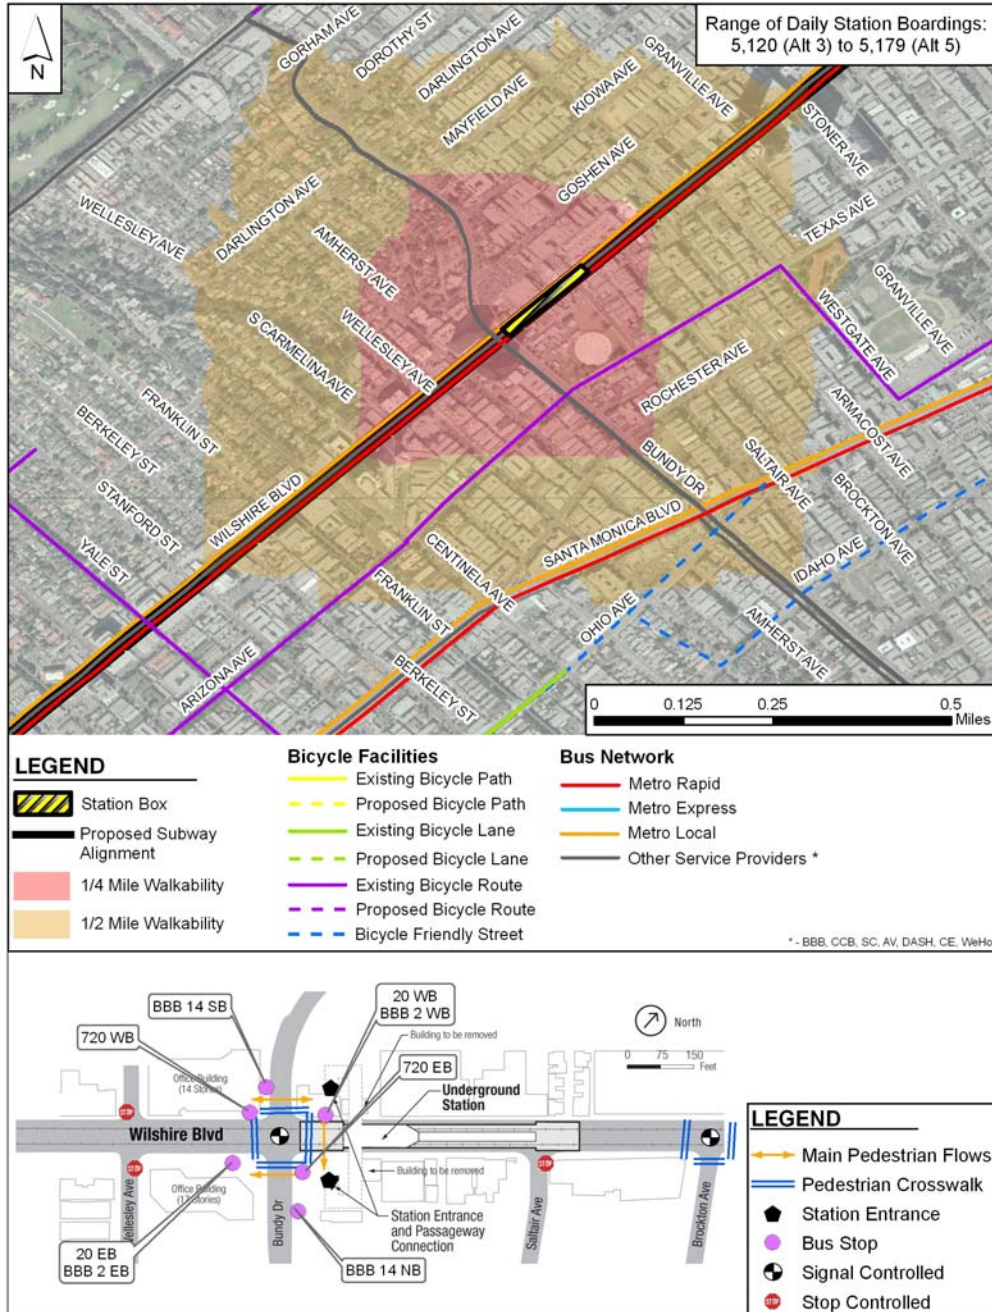 N
Range of Daily Station Boardings:
5,120 (Alt 3) to 5,179 (Alt 5)
GORHAM AVE
DOROTHY ST
DARLINGTON AVE
MAYFIELD AVE
KIOWA AVE
GRANVILLE AVE
GOSHEN AVE
STONER AVE
TEXAS AVE
WELLESLEY AVE
DARLINGTON AVE
AMHERST AVE
S CARMELINA AVE
WELLESLEY AVE
GRANVILLE AVE
WESTGATE AVE
ROCHESTER AVE
FRANKLIN ST
BERKELEY ST
STANFORD ST
YALE ST
WILSHIRE BLVD
BUNDY DR
SALTAIR AVE
ARMACOST AVE
BROCKTON AVE
SANTA MONICA BLVD
IDAHO AVE
CENTINELA AVE
FRANKLIN ST
OHIO AVE
AMHERST AVE
ARIZONA AVE
BERKELEY ST
0 0.125 0.25 0.5
Miles
LEGEND
Station Box
Proposed Subway
Alignment
1/4 Mile Walkability
1/2 Mile Walkability
Bicycle Facilities
Existing Bicycle Path
Proposed Bicycle Path
Existing Bicycle Lane
Proposed Bicycle Lane
Existing Bicycle Route
Proposed Bicycle Route
Bicycle Friendly Street
Bus Network
Metro Rapid
Metro Express
Metro Local
Other Service Providers *
* - BBB, CCB, SC, AV, DASH, CE, WeHo
BBB 14 SB
20 WB
BBB 2 WB
720 WB
Building to be removed
720 EB
North
0 75 150
Feet
Office Building
(14 Stories)
Underground
Station
STOP
Wilshire Blvd
STOP
Building to be removed
STOP
Office Building
(17 Stories)
Wellesley Ave
Bundy Dr
Station Entrance
and Passageway
Connection
Saltair Ave
Brockton Ave
20 EB
BBB 2 EB
BBB 14 NB
LEGEND
Main Pedestrian Flows
Pedestrian Crosswalk
Station Entrance
Bus Stop
Signal Controlled
STOP
Stop Controlled